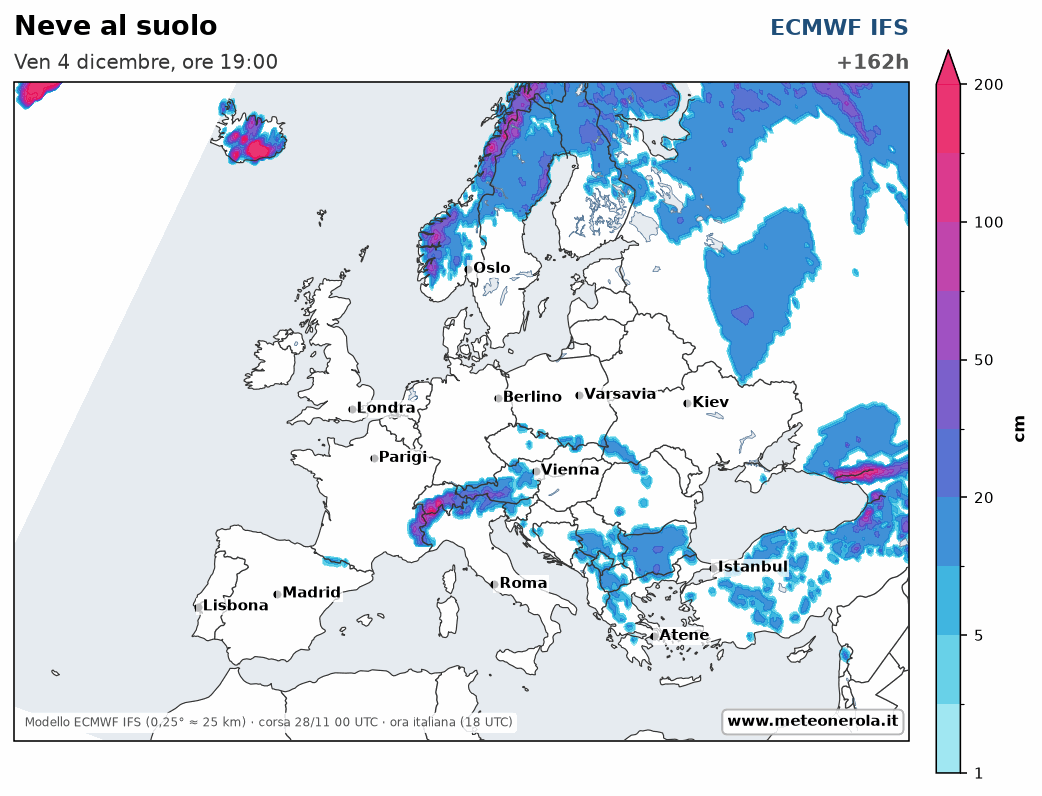 Neve al suolo
ECMWF IFS
Ven 4 dicembre, ore 19:00
+162h
200
100
50
20
5
1
cm
Oslo
Londra
Berlino
Varsavia
Kiev
Parigi
Vienna
Istanbul
Roma
Madrid
Lisbona
Atene
Modello ECMWF IFS (0,25° ≈ 25 km) · corsa 28/11 00 UTC · ora italiana (18 UTC)
www.meteonerola.it